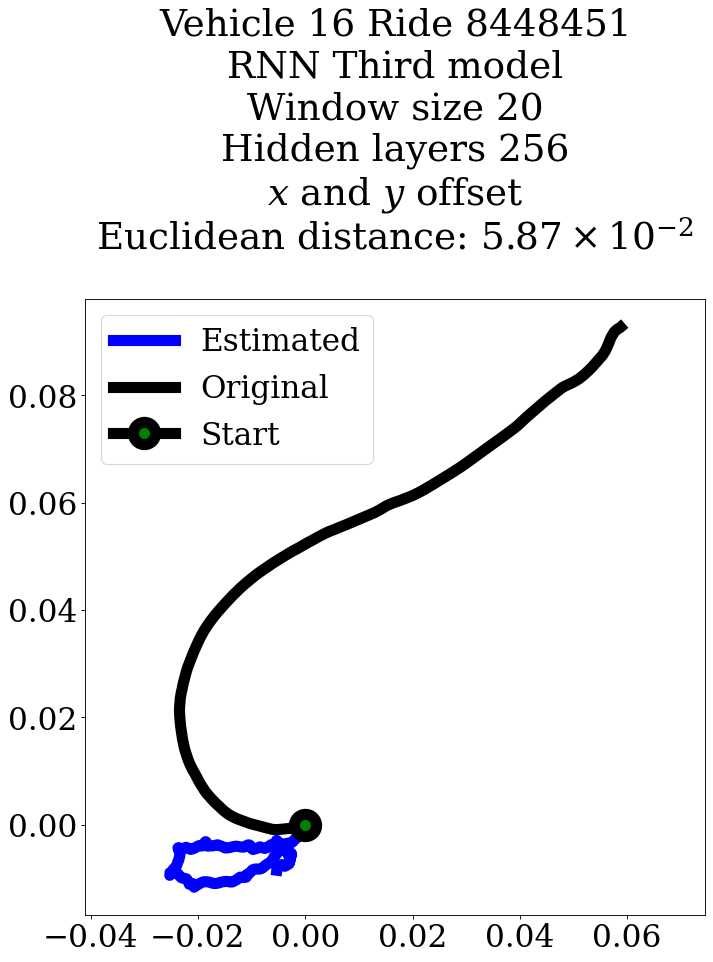 Vehicle 16 Ride 8448451
RNN Third model
Window size 20
Hidden layers 256
x and y offset
Euclidean distance: 5.87 × 10⁻²
Estimated
Original
Start
0.08
0.06
0.04
0.02
0.00
−0.04 −0.02 0.00 0.02 0.04 0.06